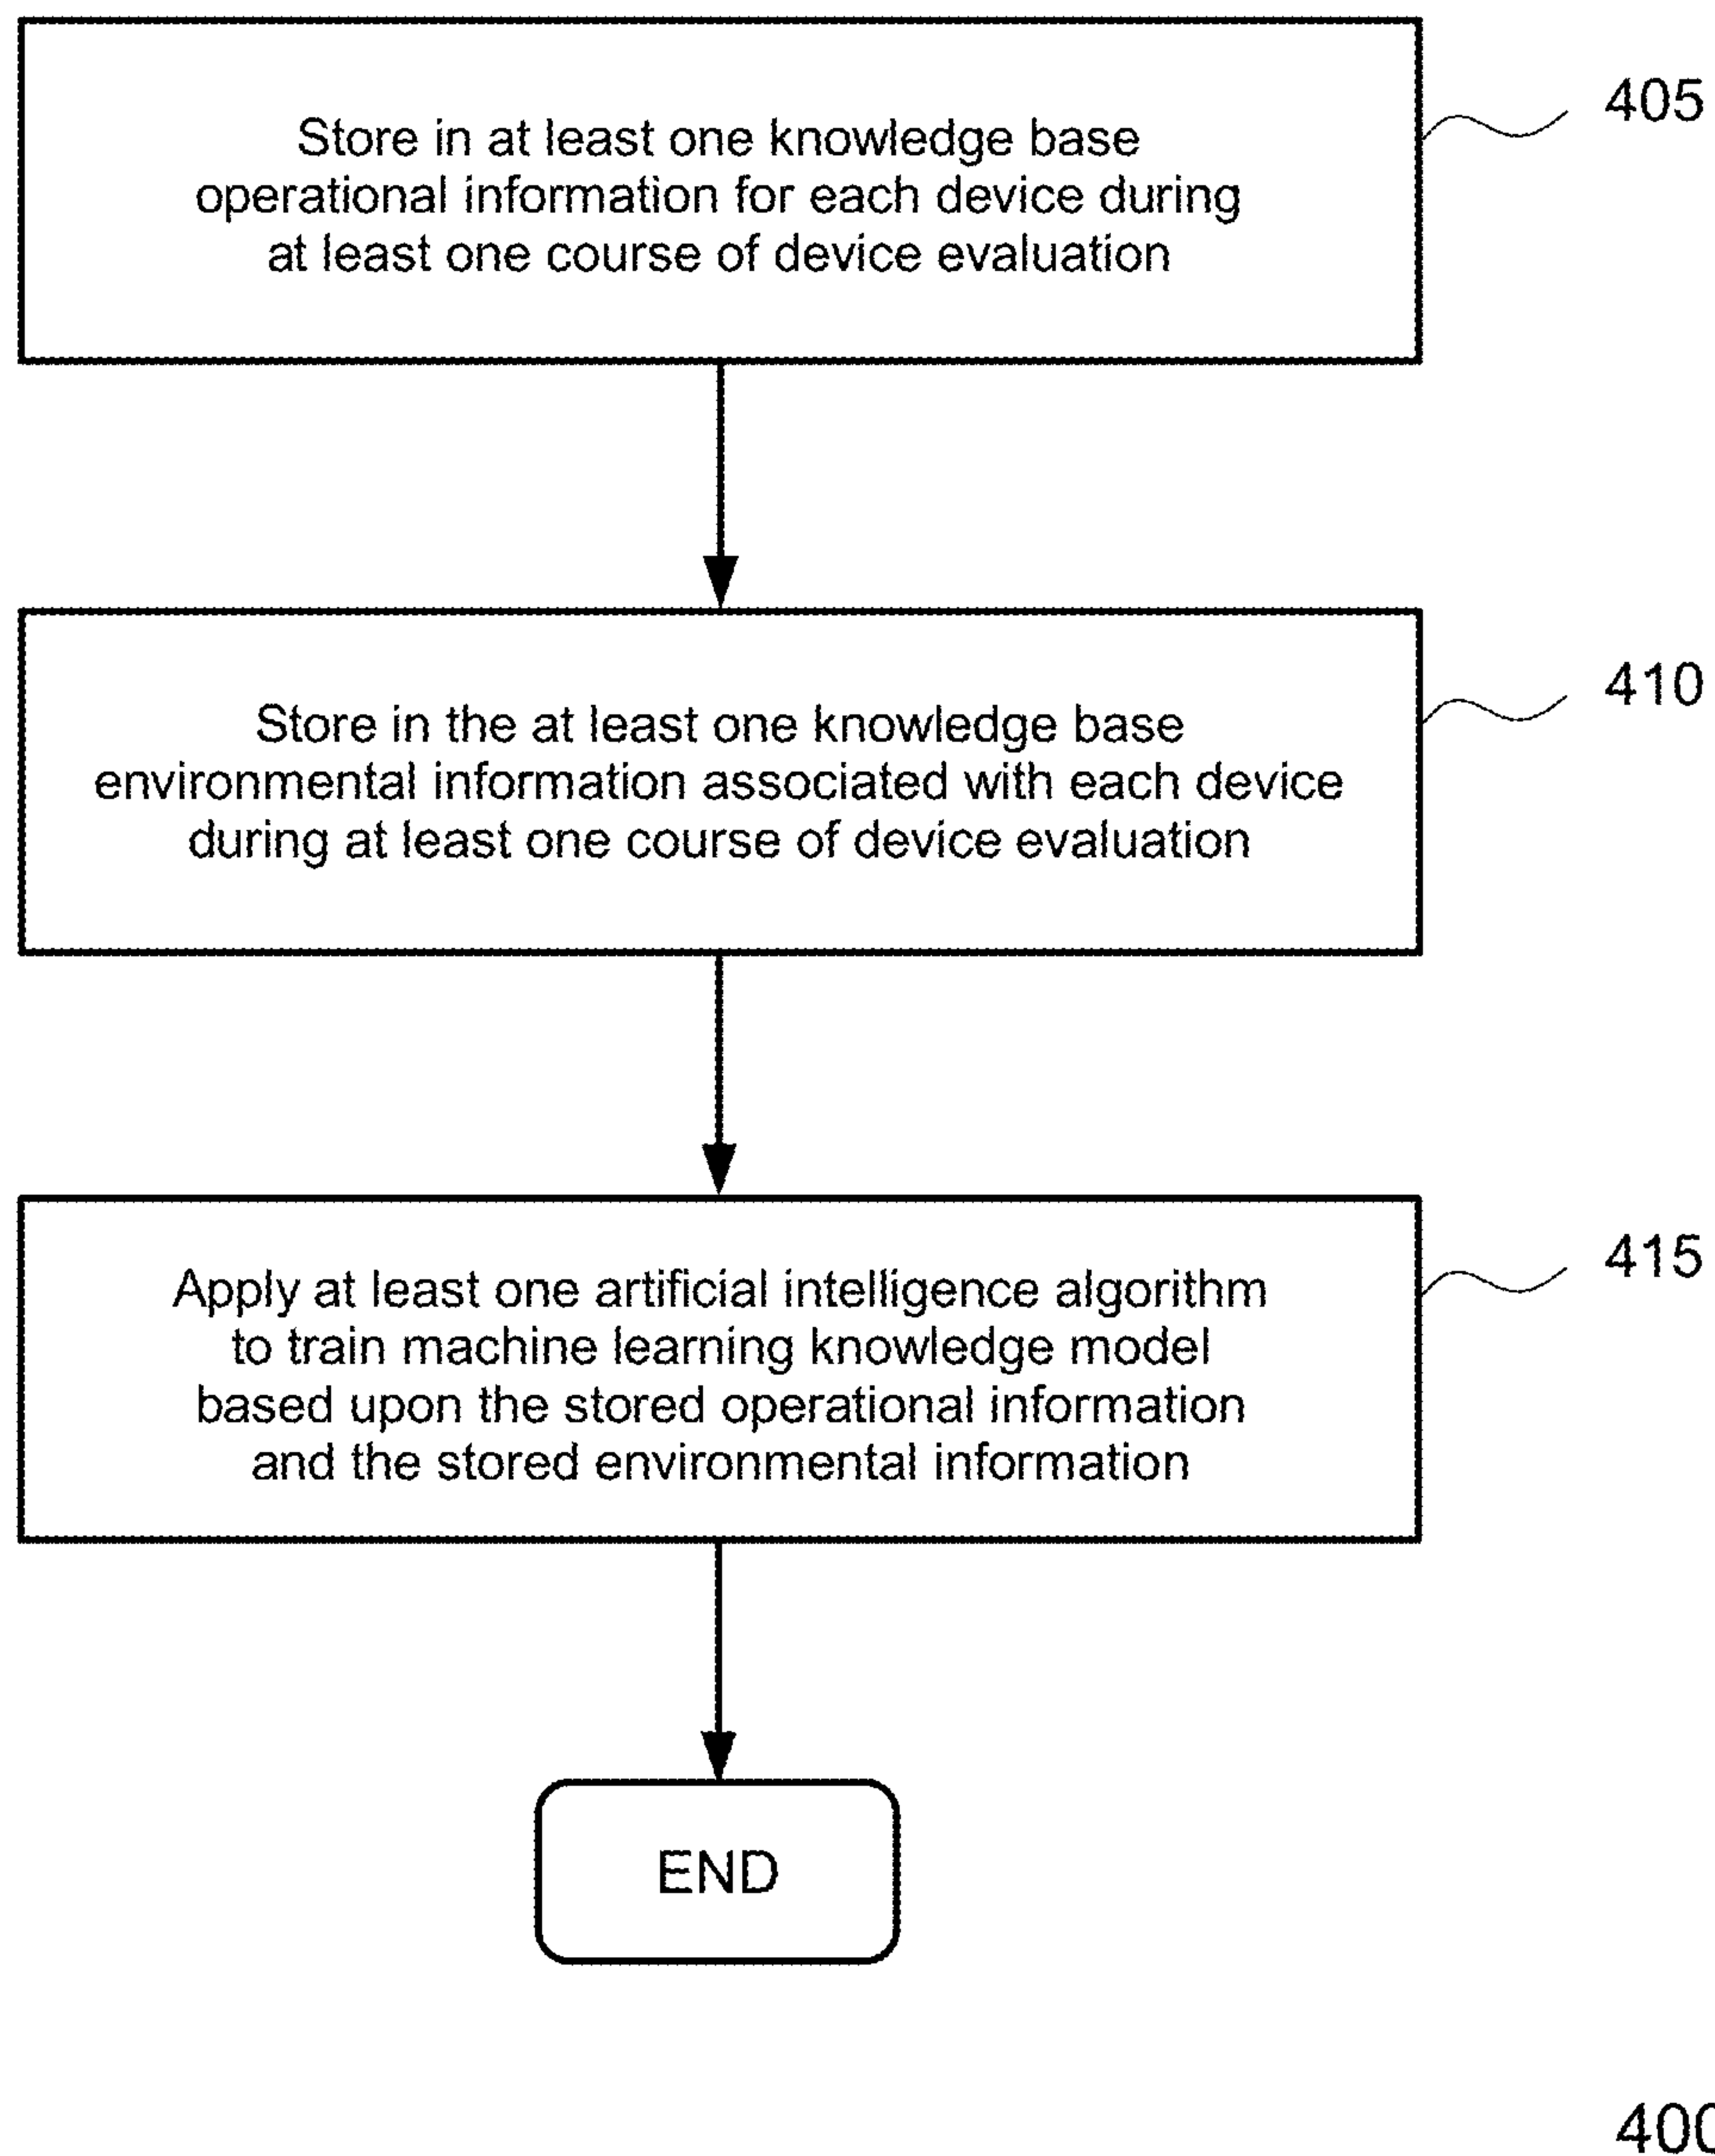 Store in at least one knowledge base
operational information for each device during
at least one course of device evaluation
405
Store in the at least one knowledge base
environmental information associated with each device
during at least one course of device evaluation
410
Apply at least one artificial intelligence algorithm
to train machine learning knowledge model
based upon the stored operational information
and the stored environmental information
415
END
400